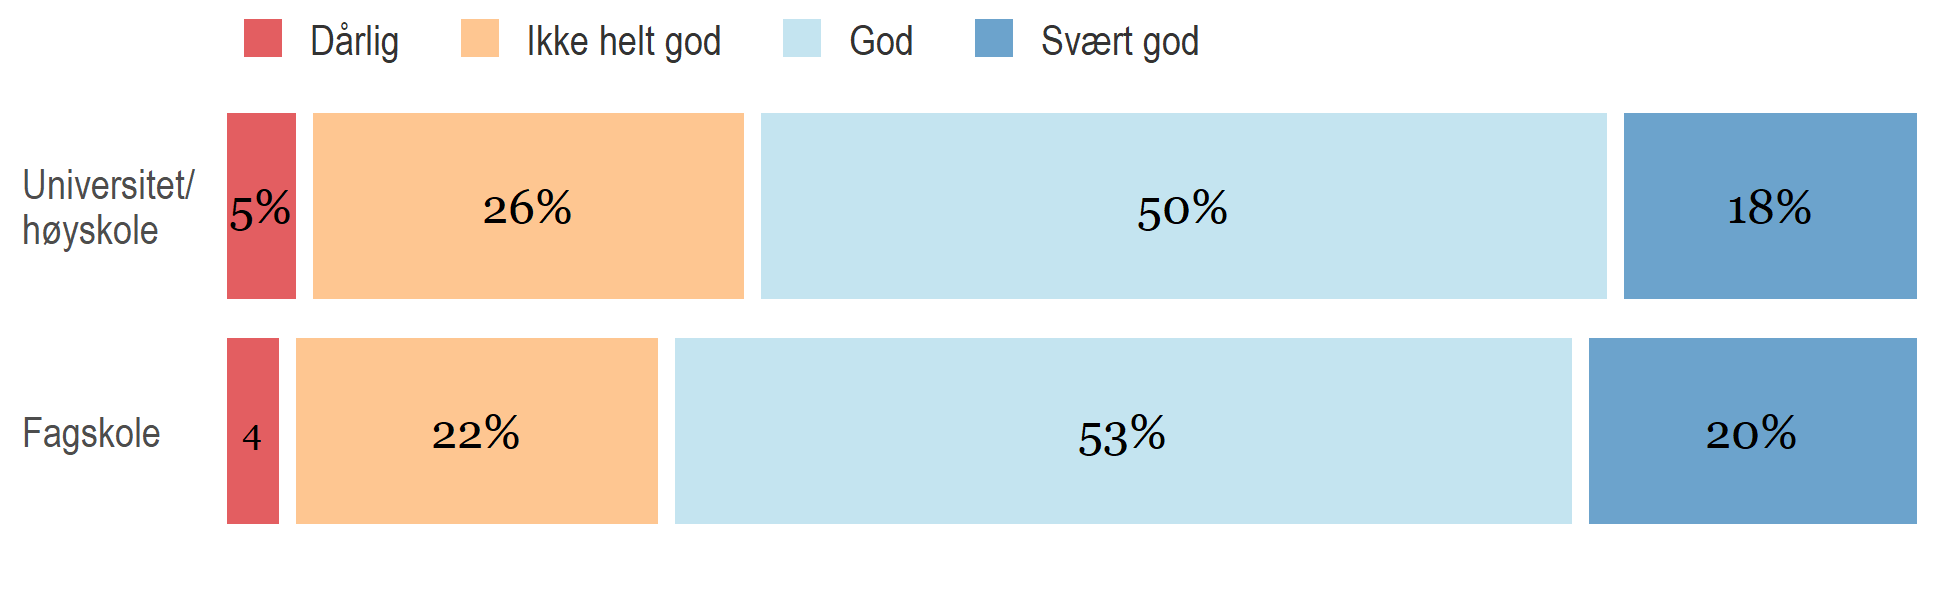 Dårlig Ikke helt god God Svært god
Universitet/
høyskole
5% 26% 50% 18%
Fagskole
4 22% 53% 20%